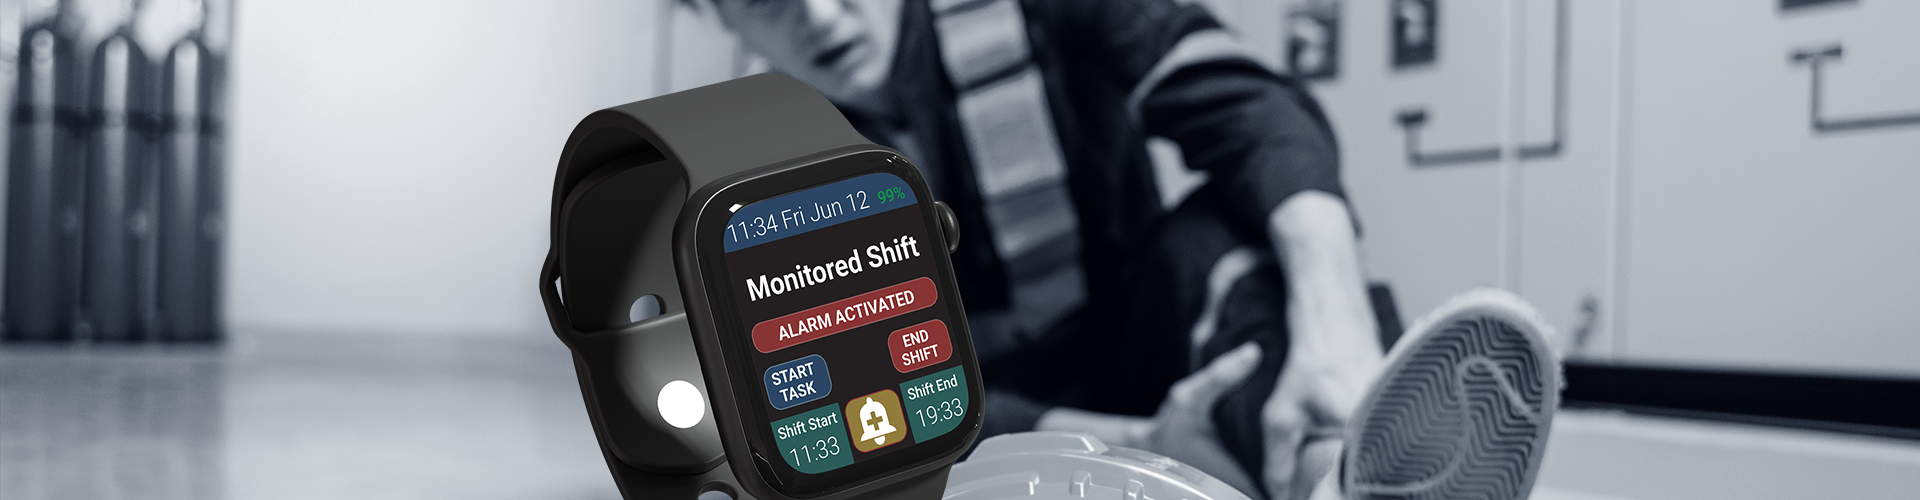 11:34 Fri Jun 12 99%
Monitored Shift
ALARM ACTIVATED
START
TASK
END
SHIFT
Shift Start
11:33
Shift End
19:33